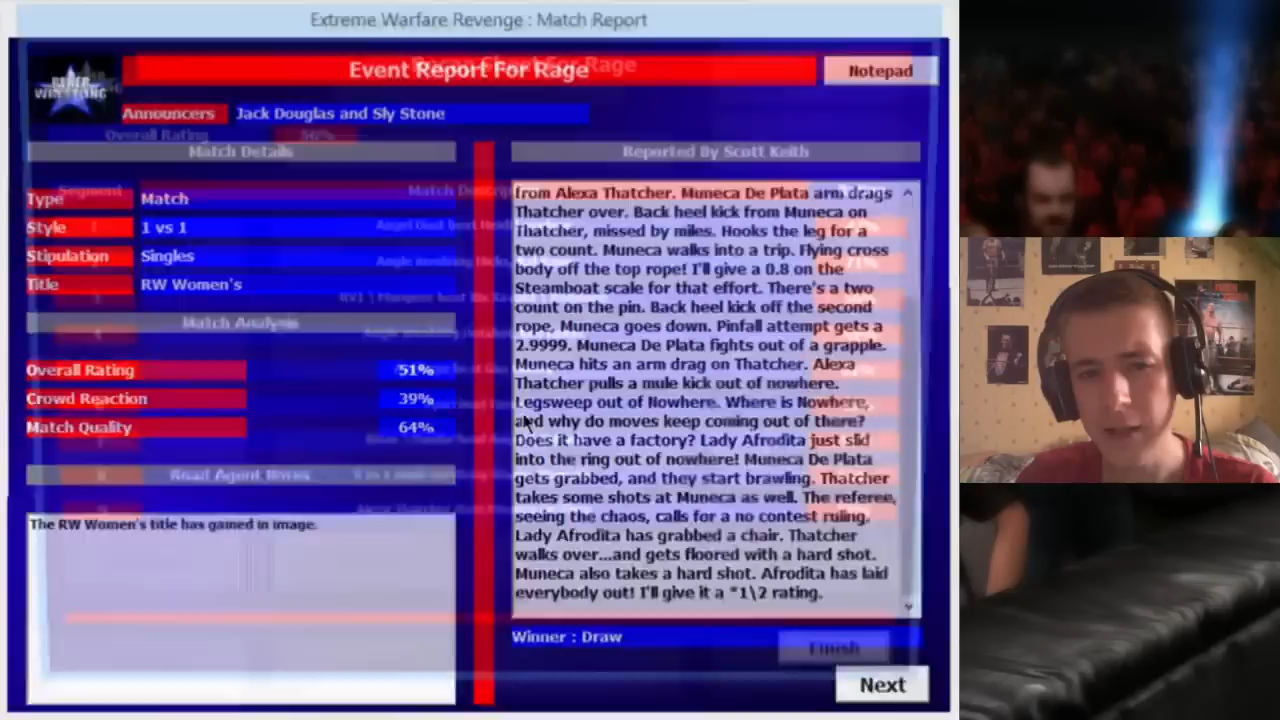 Extreme Warfare Revenge : Match Report
Event Report For Rage
Notepad
Announcers
Jack Douglas and Sly Stone
Overall Rating
Match Details
Reported By Scott Keith
Type
Match
Style
1 vs 1
Stipulation
Singles
Title
RW Women's
Match Analysis
Overall Rating
51%
Crowd Reaction
39%
Match Quality
64%
Road Agent Notes
The RW Women's title has gained in image.
from Alexa Thatcher. Muneca De Plata arm drags
Thatcher over. Back heel kick from Muneca on
Thatcher, missed by miles. Hooks the leg for a
two count. Muneca walks into a trip. Flying cross
body off the top rope! I'll give a 0.8 on the
Steamboat scale for that effort. There's a two
count on the pin. Back heel kick off the second
rope, Muneca goes down. Pinfall attempt gets a
2.9999. Muneca De Plata fights out of a grapple.
Muneca hits an arm drag on Thatcher. Alexa
Thatcher pulls a mule kick out of nowhere.
Legsweep out of Nowhere. Where is Nowhere,
and why do moves keep coming out of there?
Does it have a factory? Lady Afrodita just slid
into the ring out of nowhere! Muneca De Plata
gets grabbed, and they start brawling. Thatcher
takes some shots at Muneca as well. The referee,
seeing the chaos, calls for a no contest ruling.
Lady Afrodita has grabbed a chair. Thatcher
walks over...and gets floored with a hard shot.
Muneca also takes a hard shot. Afrodita has laid
everybody out! I'll give it a *1\2 rating.
Winner : Draw
Finish
Next